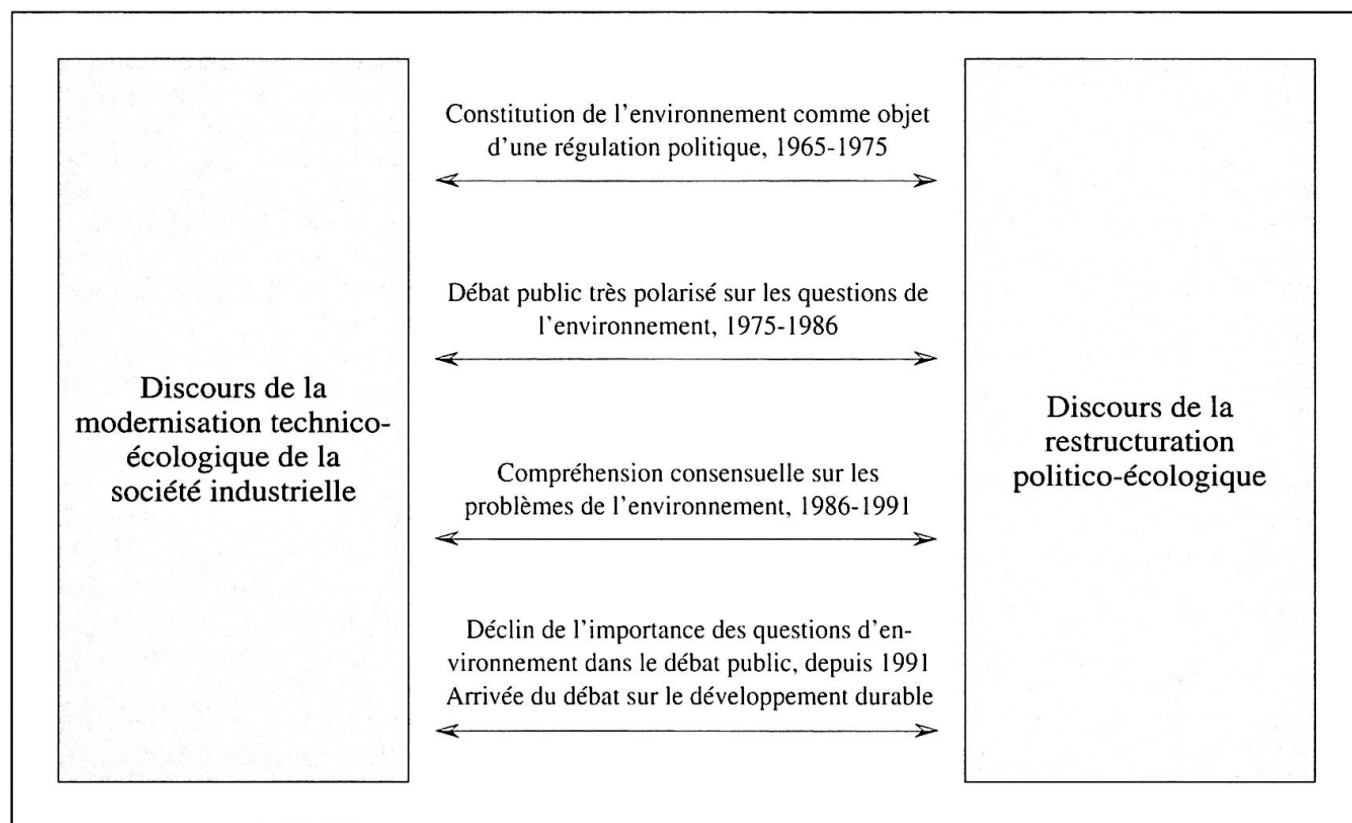 Constitution de l'environnement comme objet
d'une régulation politique, 1965-1975
Débat public très polarisé sur les questions de
l'environnement, 1975-1986
Discours de la
modernisation technico-
écologique de la
société industrielle
Discours de la
restructuration
politico-écologique
Compréhension consensuelle sur les
problèmes de l'environnement, 1986-1991
Déclin de l'importance des questions d'en-
vironnement dans le débat public, depuis 1991
Arrivée du débat sur le développement durable